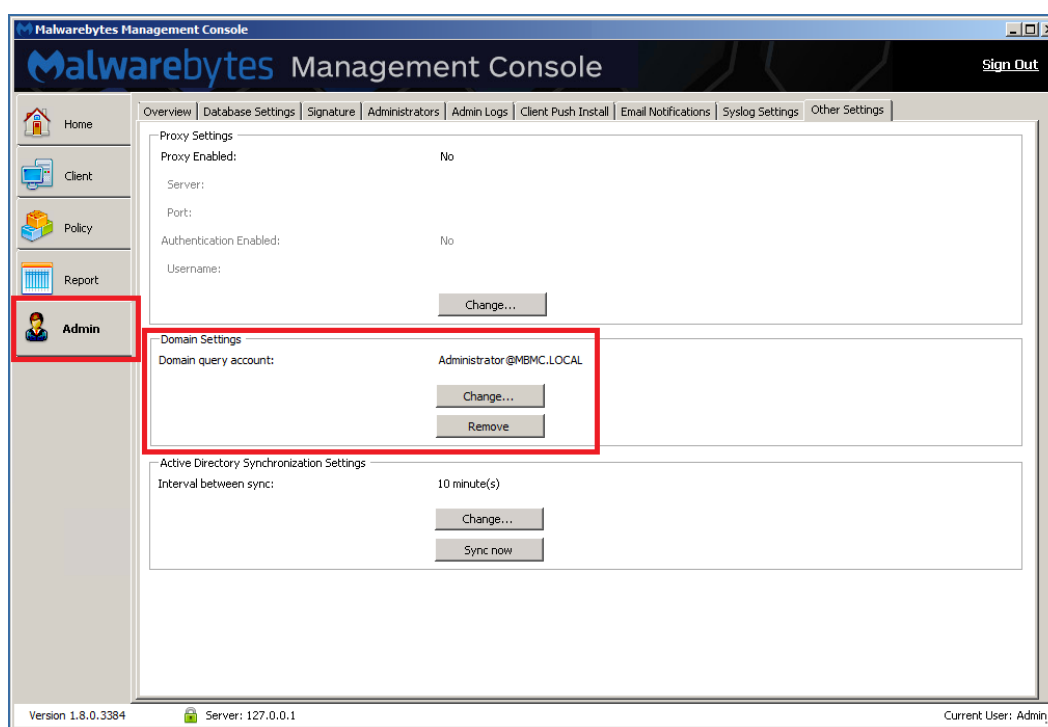 Malwarebytes Management Console
Malwarebytes Management Console
Sign Out
Home
Client
Policy
Report
Admin
Overview Database Settings Signature Administrators Admin Logs Client Push Install Email Notifications Syslog Settings Other Settings
Proxy Settings
Proxy Enabled: No
Server:
Port:
Authentication Enabled: No
Username:
Change...
Domain Settings
Domain query account: Administrator@MBMC.LOCAL
Change...
Remove
Active Directory Synchronization Settings
Interval between sync: 10 minute(s)
Change...
Sync now
Version 1.8.0.3384 Server: 127.0.0.1 Current User: Admin